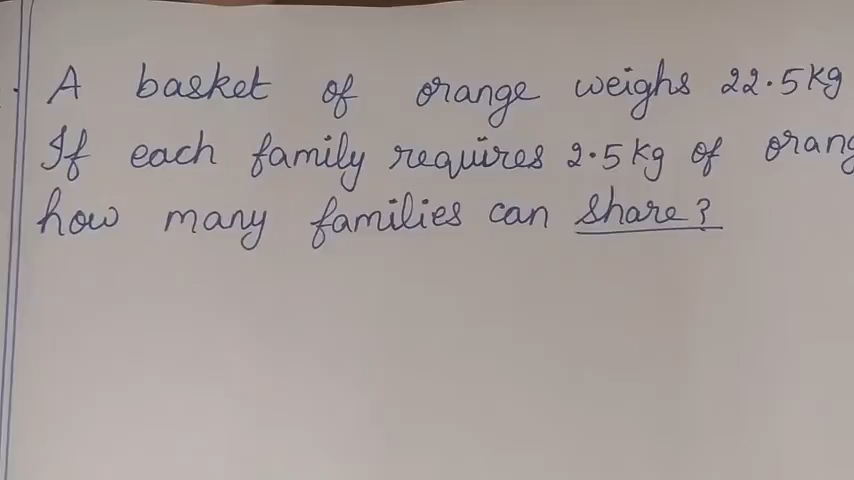 A basket of orange weighs 22.5kg
If each family requires 2.5kg of orang
how many families can share?